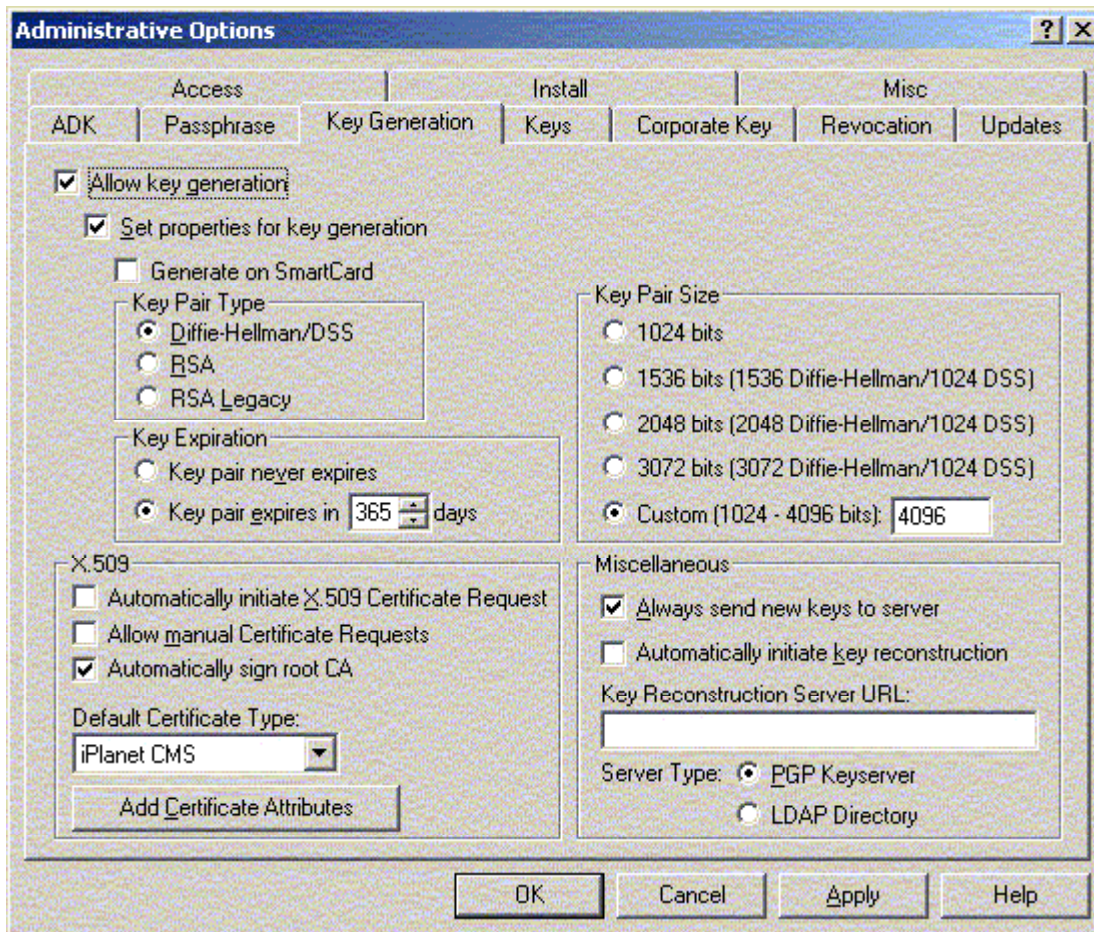 Administrative Options
Access Install Misc
ADK Passphrase Key Generation Keys Corporate Key Revocation Updates
Allow key generation
Set properties for key generation
Generate on SmartCard
Key Pair Type
Diffie-Hellman/DSS
RSA
RSA Legacy
Key Expiration
Key pair never expires
Key pair expires in 365 days
Key Pair Size
1024 bits
1536 bits (1536 Diffie-Hellman/1024 DSS)
2048 bits (2048 Diffie-Hellman/1024 DSS)
3072 bits (3072 Diffie-Hellman/1024 DSS)
Custom (1024 - 4096 bits): 4096
X.509
Automatically initiate X.509 Certificate Request
Allow manual Certificate Requests
Automatically sign root CA
Default Certificate Type:
iPlanet CMS
Add Certificate Attributes
Miscellaneous
Always send new keys to server
Automatically initiate key reconstruction
Key Reconstruction Server URL:
Server Type: PGP Keyserver
LDAP Directory
OK Cancel Apply Help